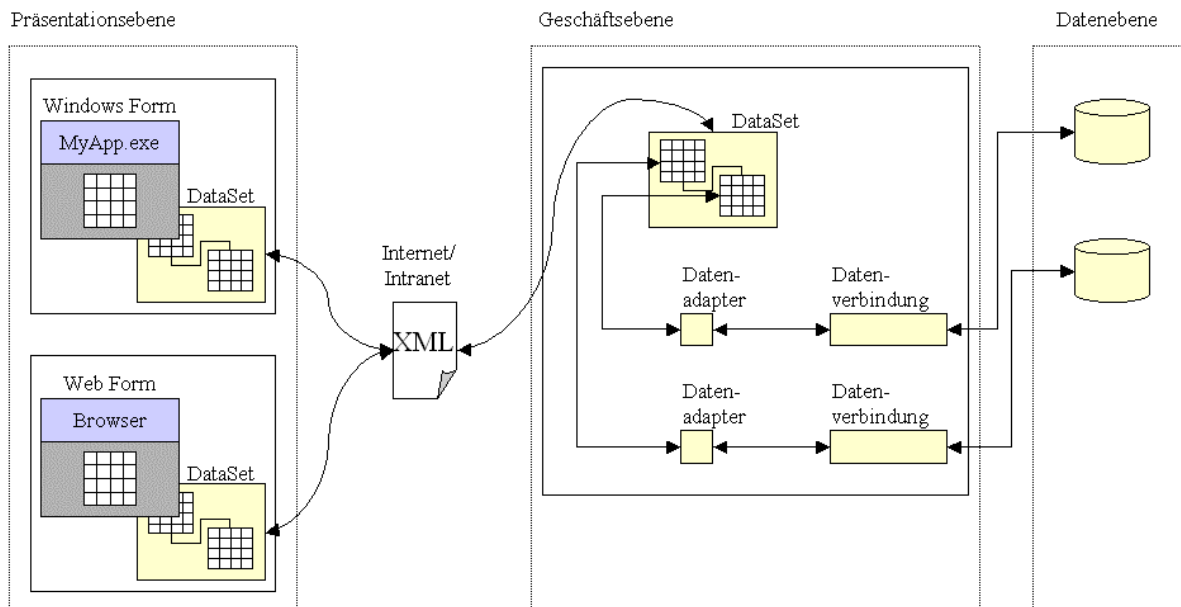 Präsentationsebene
Geschäftsebene
Datenebene
Windows Form
MyApp.exe
DataSet
Web Form
Browser
DataSet
Internet/
Intranet
XML
DataSet
Daten-
adapter
Daten-
verbindung
Daten-
adapter
Daten-
verbindung